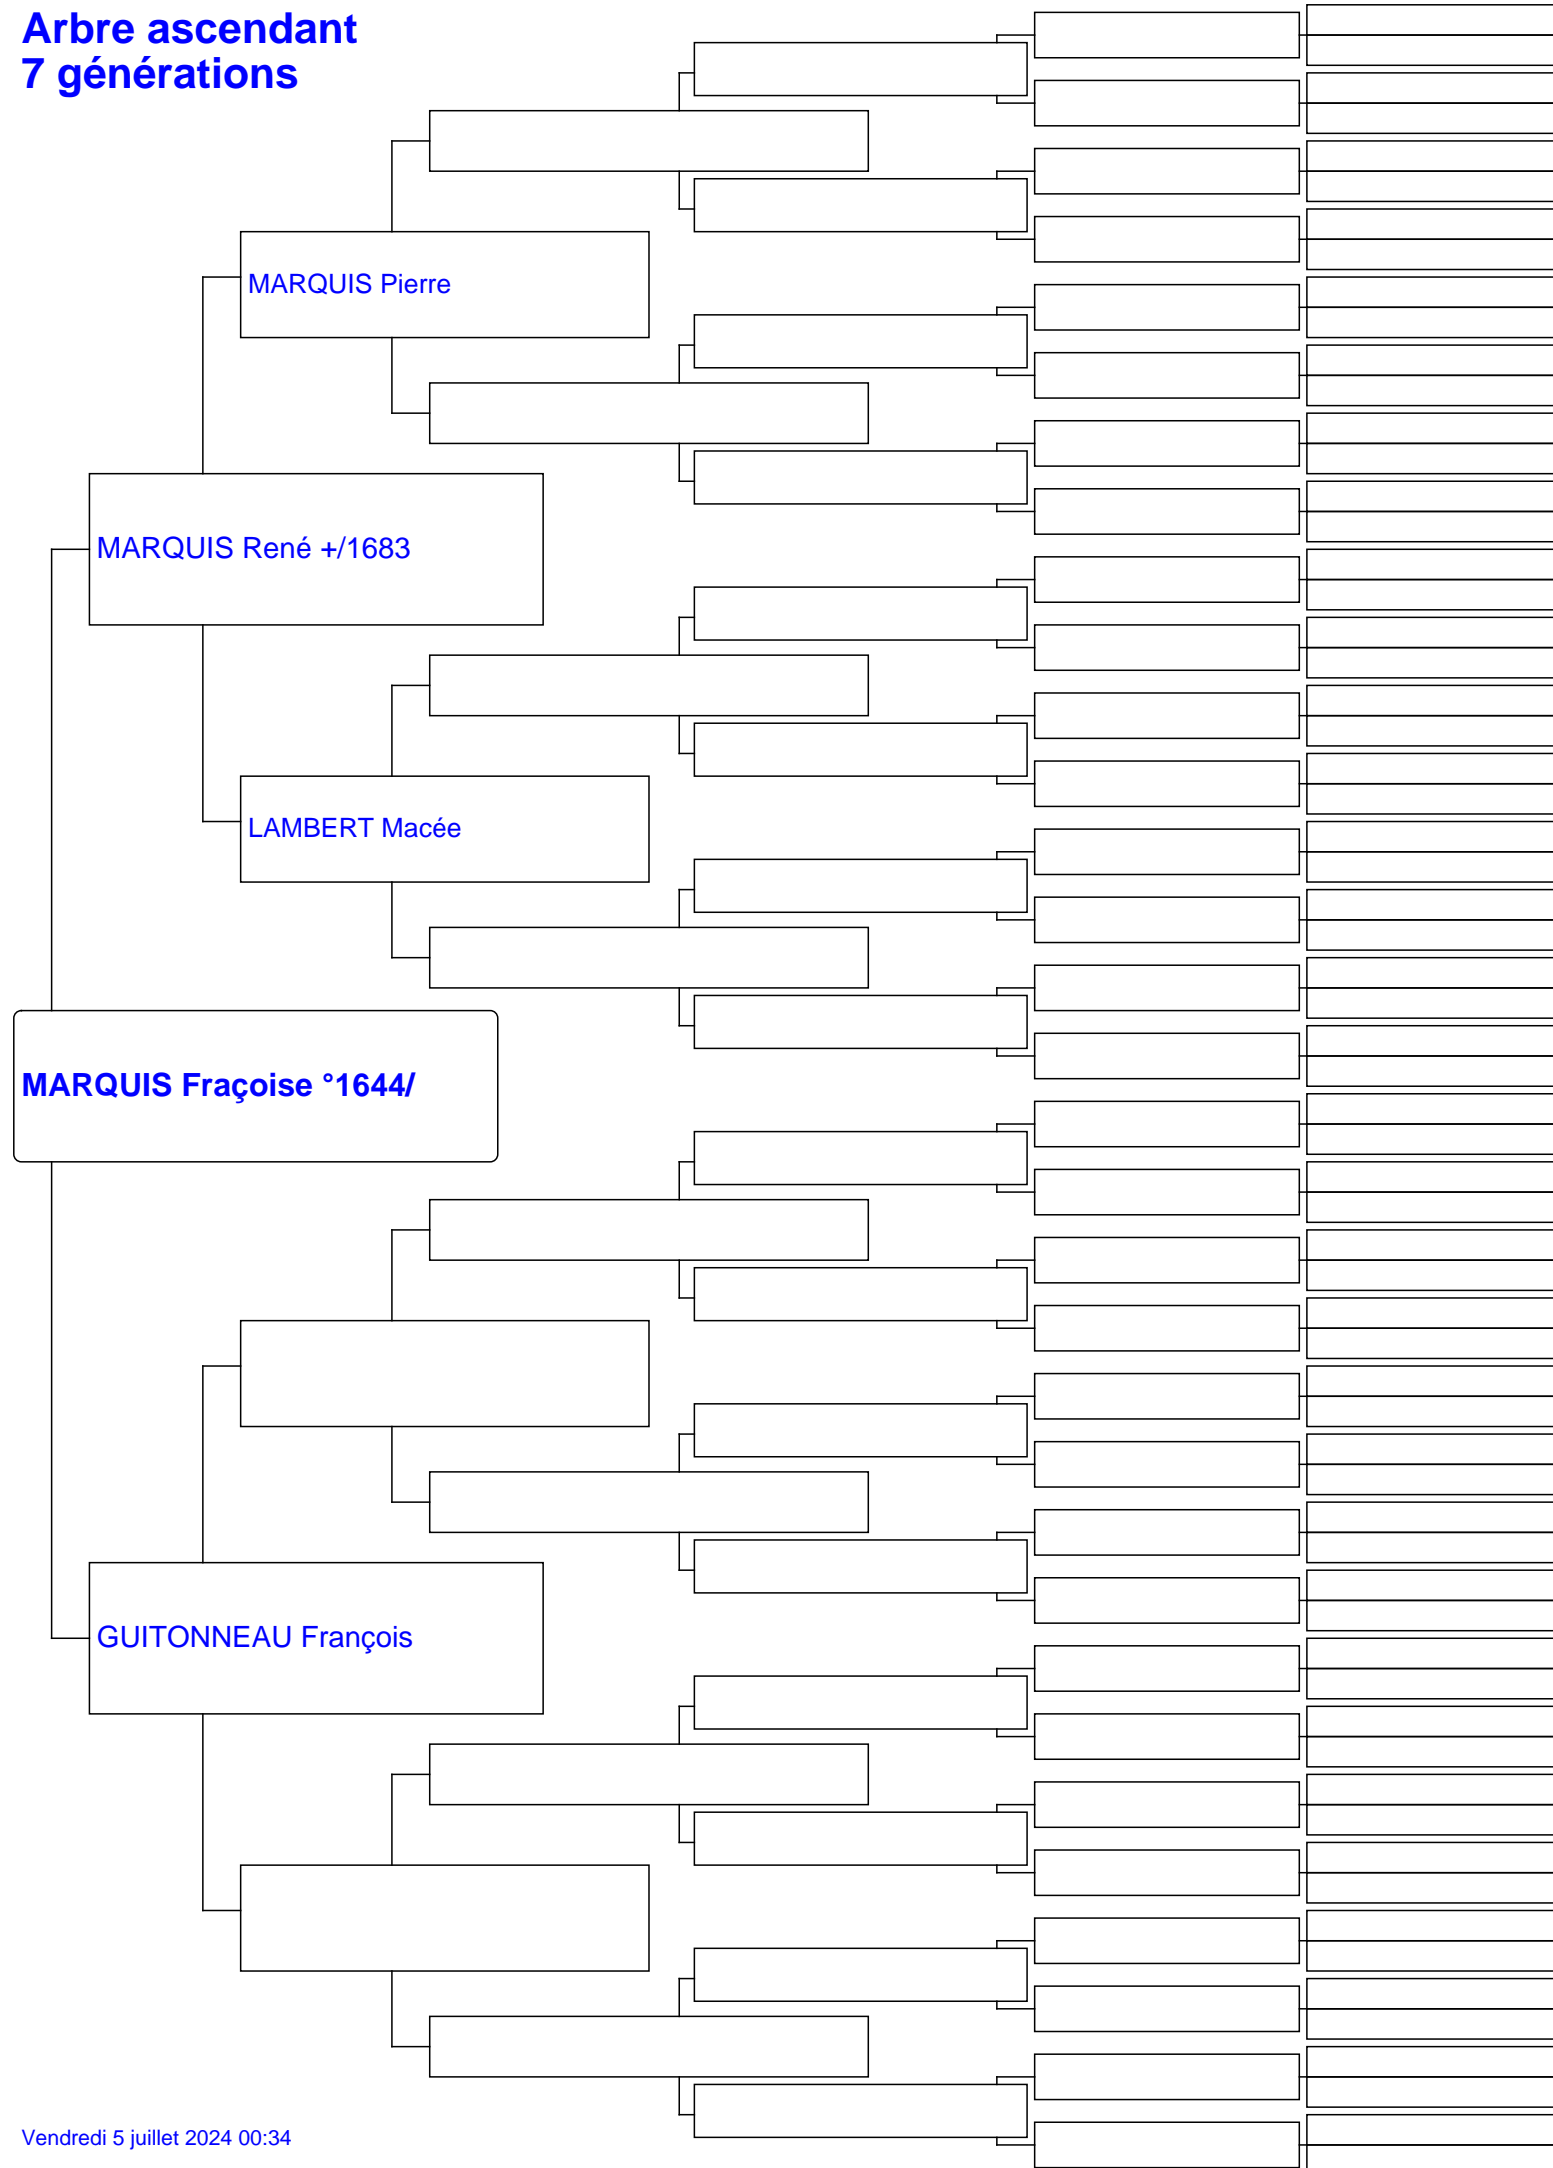 Arbre ascendant
7 générations
MARQUIS Pierre
MARQUIS René +/1683
LAMBERT Macée
MARQUIS Fraçoise °1644/
GUITONNEAU François
Vendredi 5 juillet 2024 00:34